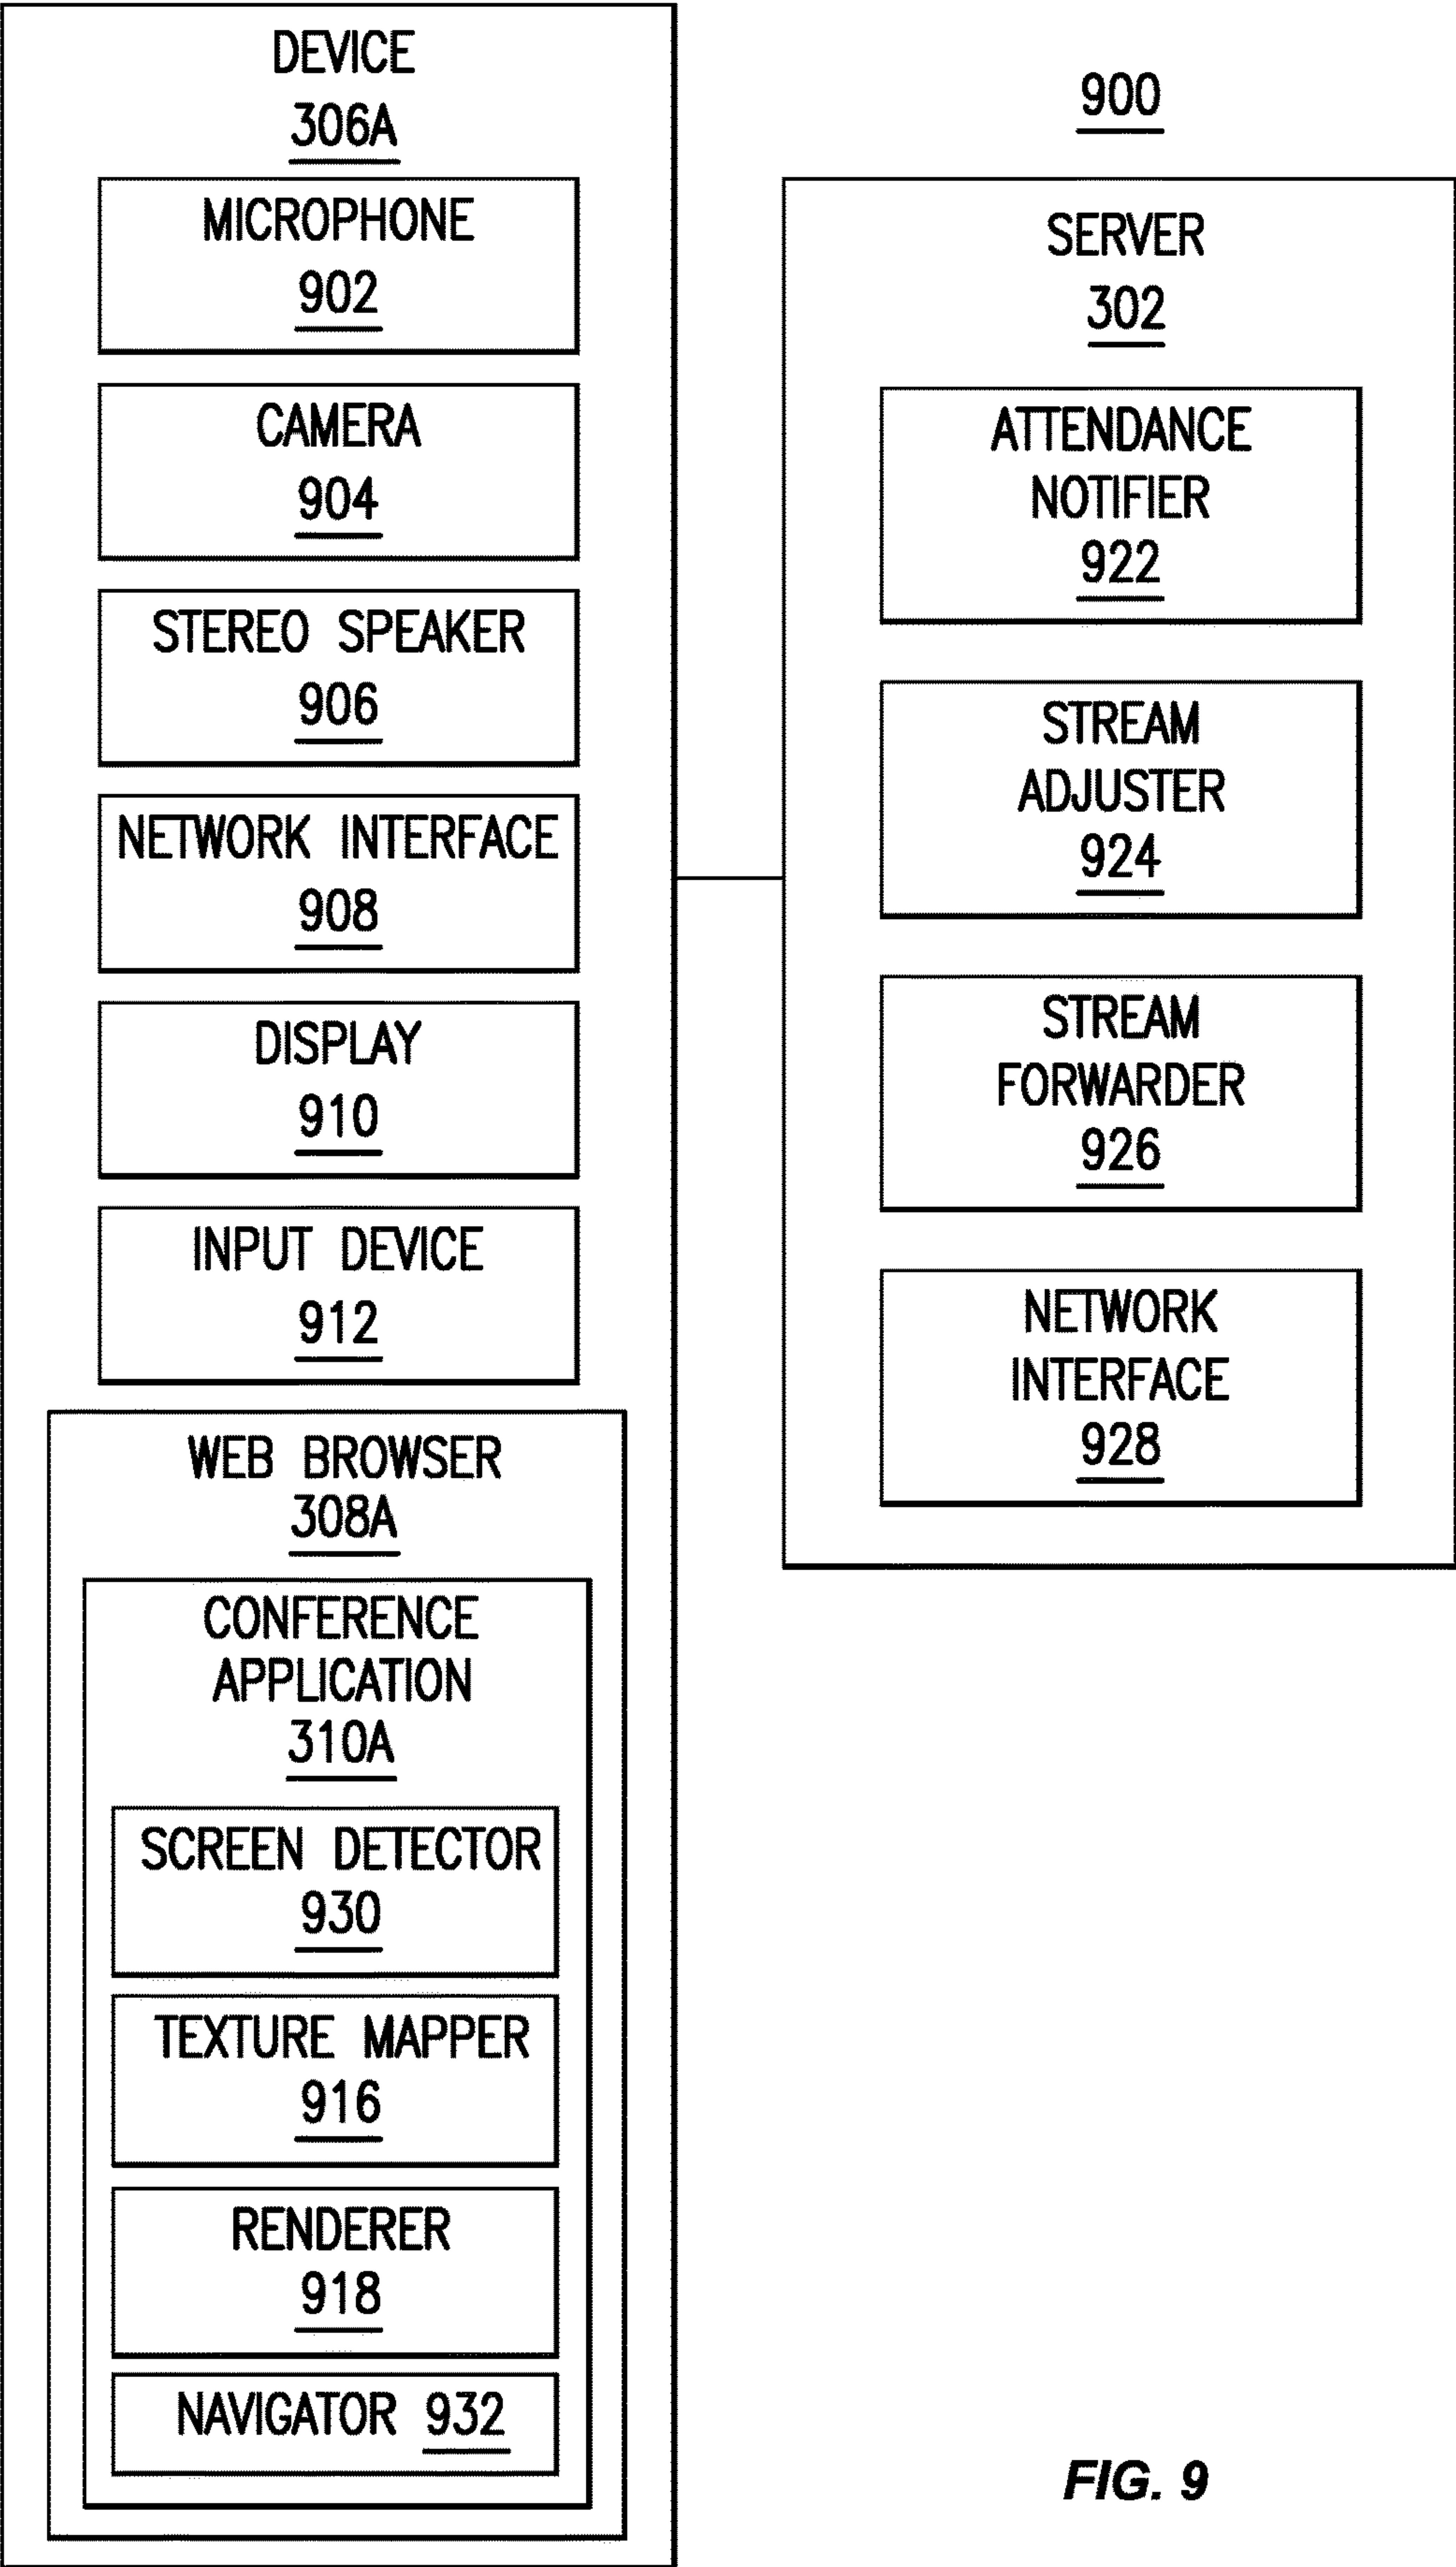 DEVICE
306A
MICROPHONE
902
CAMERA
904
STEREO SPEAKER
906
NETWORK INTERFACE
908
DISPLAY
910
INPUT DEVICE
912
WEB BROWSER
308A
CONFERENCE
APPLICATION
310A
SCREEN DETECTOR
930
TEXTURE MAPPER
916
RENDERER
918
NAVIGATOR 932
900
SERVER
302
ATTENDANCE
NOTIFIER
922
STREAM
ADJUSTER
924
STREAM
FORWARDER
926
NETWORK
INTERFACE
928
FIG. 9